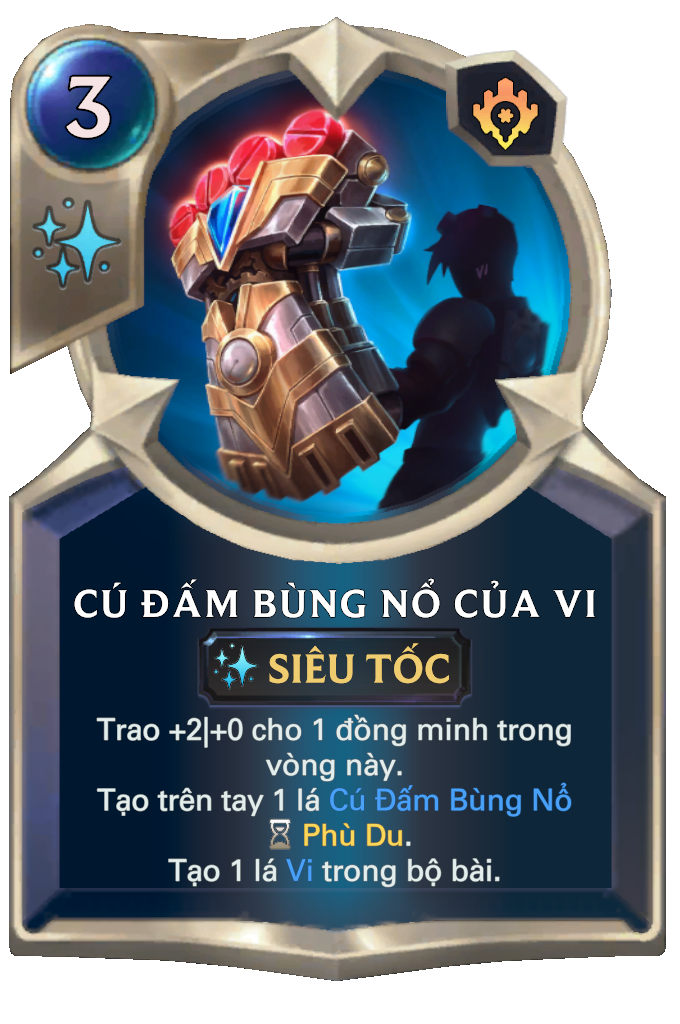 3
CÚ ĐẤM BÙNG NỔ CỦA VI
SIÊU TỐC
Trao +2|+0 cho 1 đồng minh trong
vòng này.
Tạo trên tay 1 lá Cú Đấm Bùng Nổ
Phù Du.
Tạo 1 lá Vi trong bộ bài.